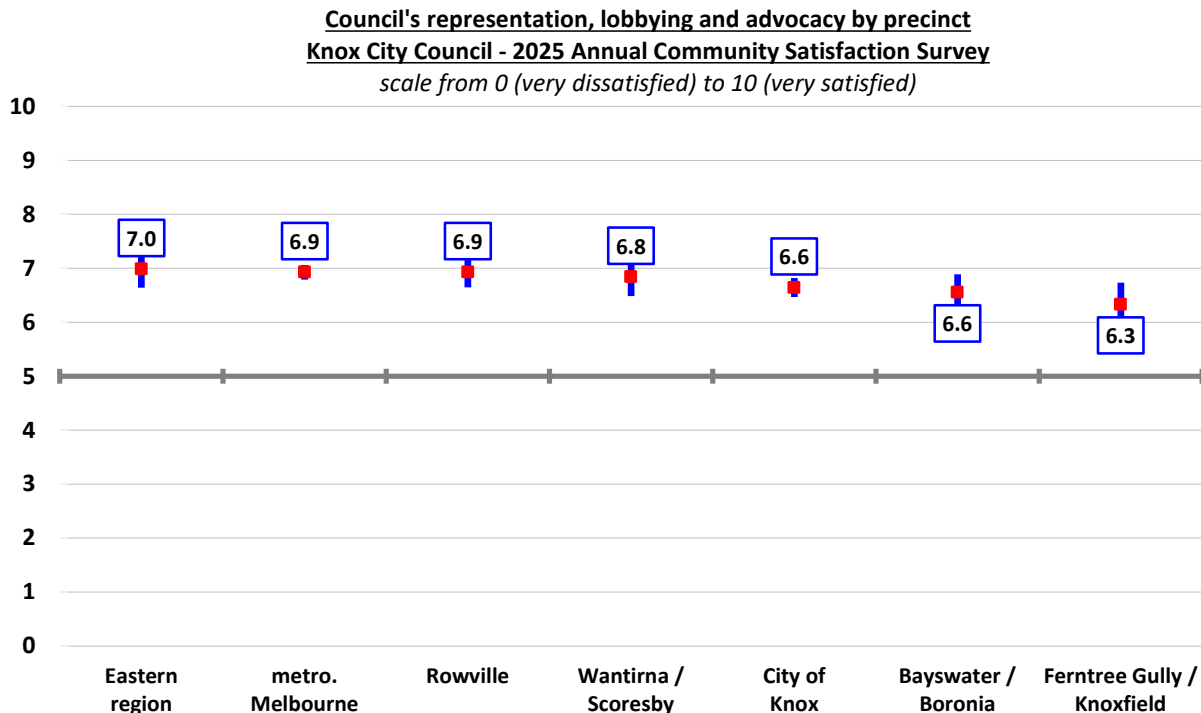 Council's representation, lobbying and advocacy by precinct
Knox City Council - 2025 Annual Community Satisfaction Survey
scale from 0 (very dissatisfied) to 10 (very satisfied)
10
9
8
7
6
5
4
3
2
1
0
7.0
6.9
6.9
6.8
6.6
6.6
6.3
Eastern
region
metro.
Melbourne
Rowville
Wantirna /
Scoresby
City of
Knox
Bayswater /
Boronia
Ferntree Gully /
Knoxfield